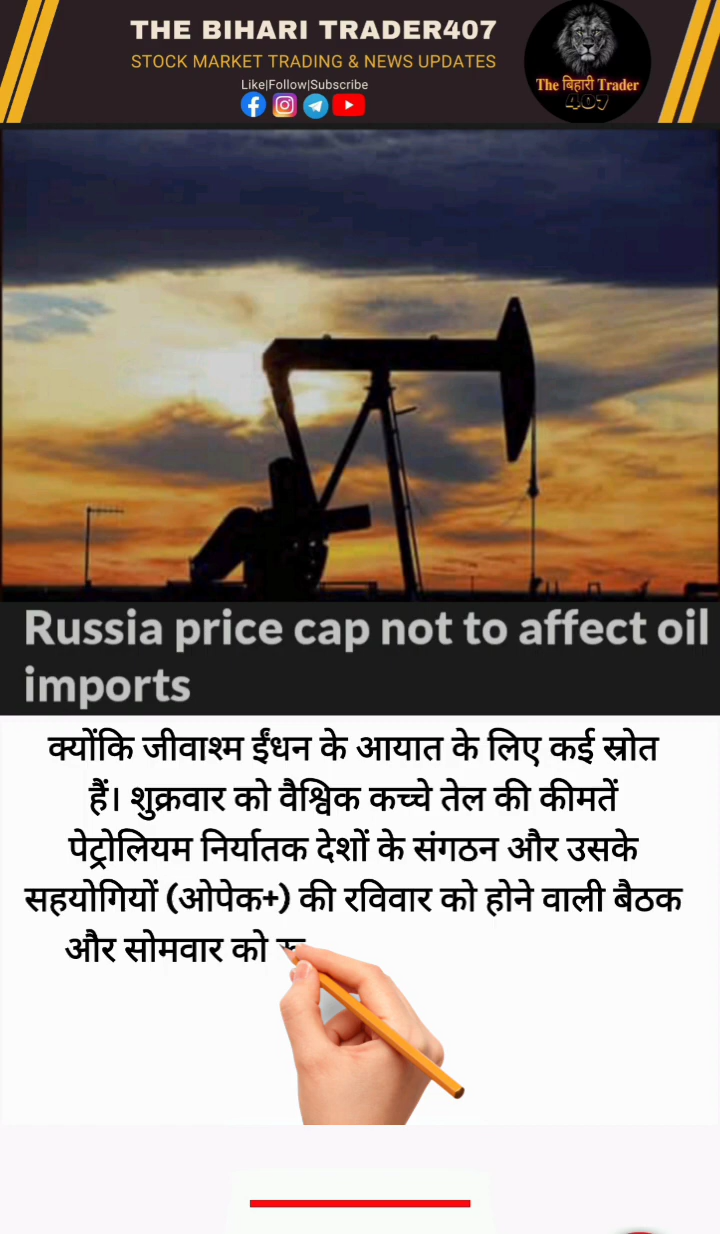 THE BIHARI TRADER407
STOCK MARKET TRADING & NEWS UPDATES
Like|Follow|Subscribe
The बिहारी Trader
407
Russia price cap not to affect oil
imports
क्योंकि जीवाश्म ईंधन के आयात के लिए कई स्रोत
हैं। शुक्रवार को वैश्विक कच्चे तेल की कीमतें
पेट्रोलियम निर्यातक देशों के संगठन और उसके
सहयोगियों (ओपेक+) की रविवार को होने वाली बैठक
और सोमवार को